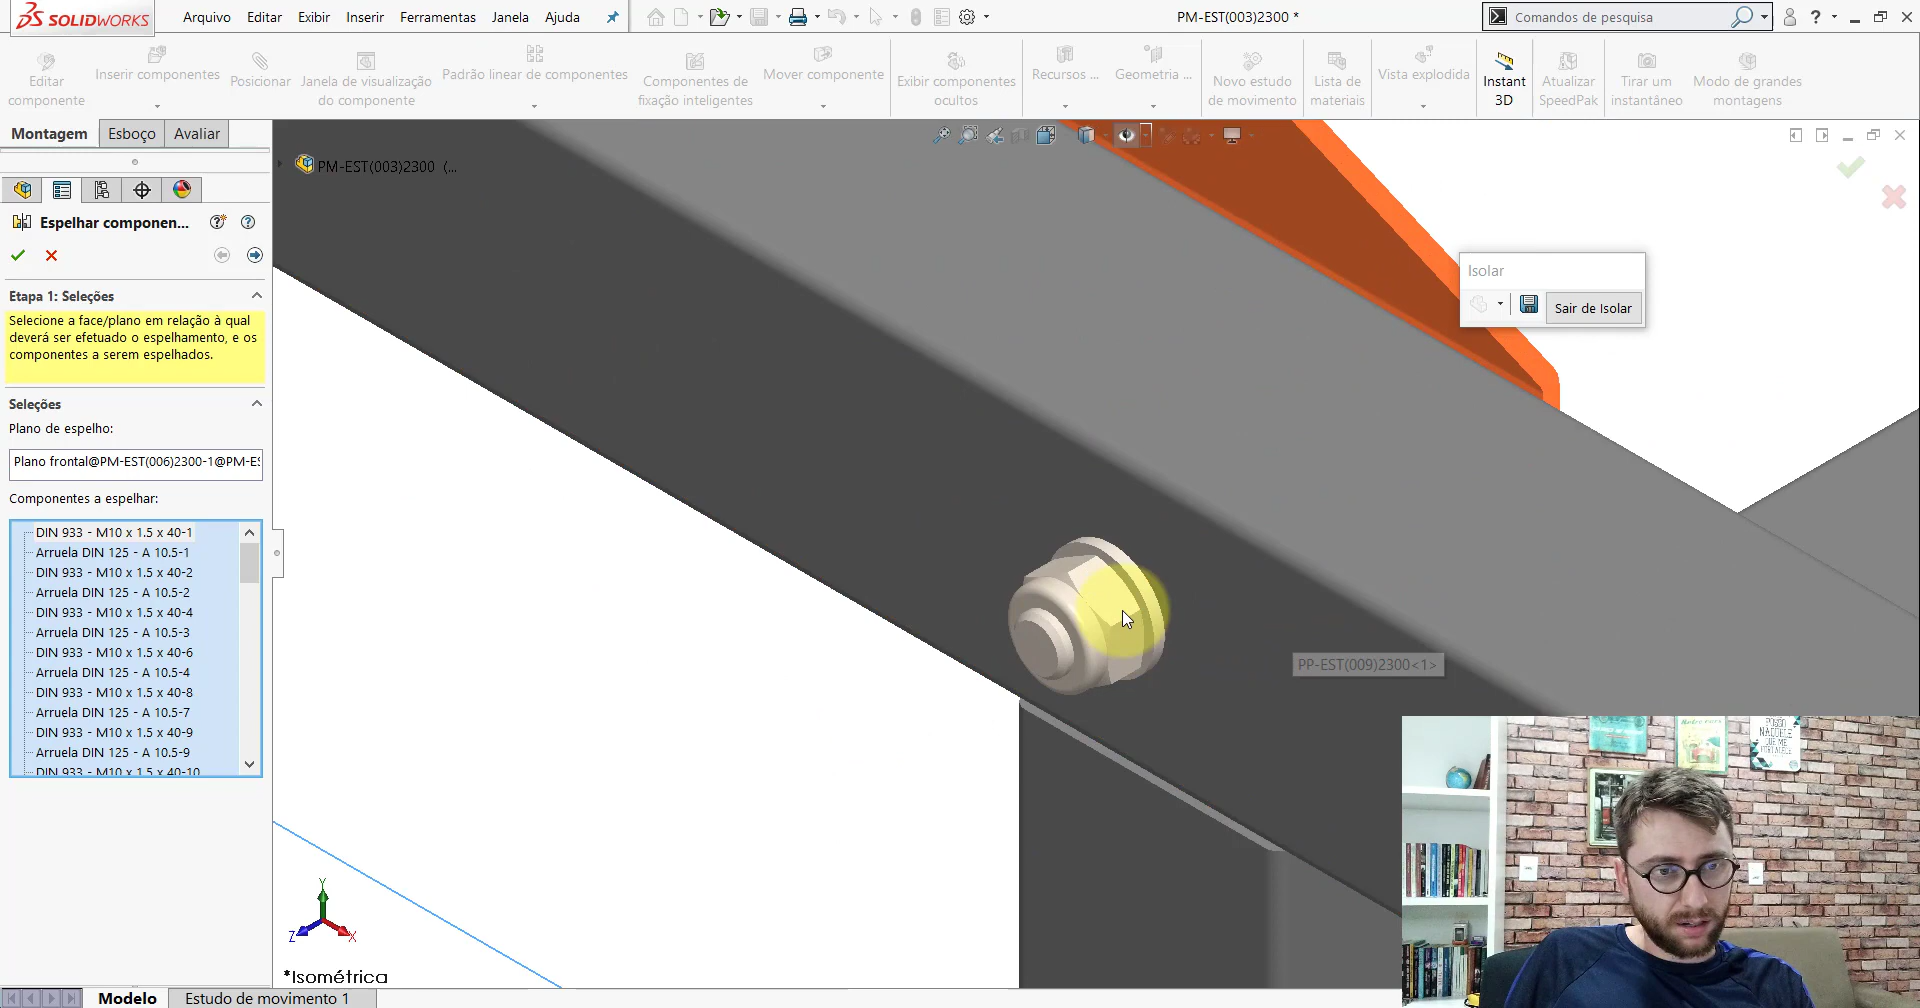 SOLIDWORKS
Arquivo Editar Exibir Inserir Ferramentas Janela Ajuda
PM-EST(003)2300 *
Comandos de pesquisa
Editar componente
Inserir componentes
Posicionar
Janela de visualização do componente
Padrão linear de componentes
Componentes de fixação inteligentes
Mover componente
Exibir componentes ocultos
Recursos ...
Geometria ...
Novo estudo de movimento
Lista de materiais
Vista explodida
Instant 3D
Atualizar SpeedPak
Tirar um instantâneo
Modo de grandes montagens
Montagem Esboço Avaliar
PM-EST(003)2300 (...
Espelhar componen...
Etapa 1: Seleções
Selecione a face/plano em relação à qual
deverá ser efetuado o espelhamento, e os
componentes a serem espelhados.
Seleções
Plano de espelho:
Plano frontal@PM-EST(006)2300-1@PM-ES
Componentes a espelhar:
DIN 933 - M10 x 1.5 x 40-1
Arruela DIN 125 - A 10.5-1
DIN 933 - M10 x 1.5 x 40-2
Arruela DIN 125 - A 10.5-2
DIN 933 - M10 x 1.5 x 40-4
Arruela DIN 125 - A 10.5-3
DIN 933 - M10 x 1.5 x 40-6
Arruela DIN 125 - A 10.5-4
DIN 933 - M10 x 1.5 x 40-8
Arruela DIN 125 - A 10.5-7
DIN 933 - M10 x 1.5 x 40-9
Arruela DIN 125 - A 10.5-9
DIN 933 - M10 x 1.5 x 40-10
Isolar
Sair de Isolar
PP-EST(009)2300<1>
Y
Z
X
*Isométrica
Modelo Estudo de movimento 1